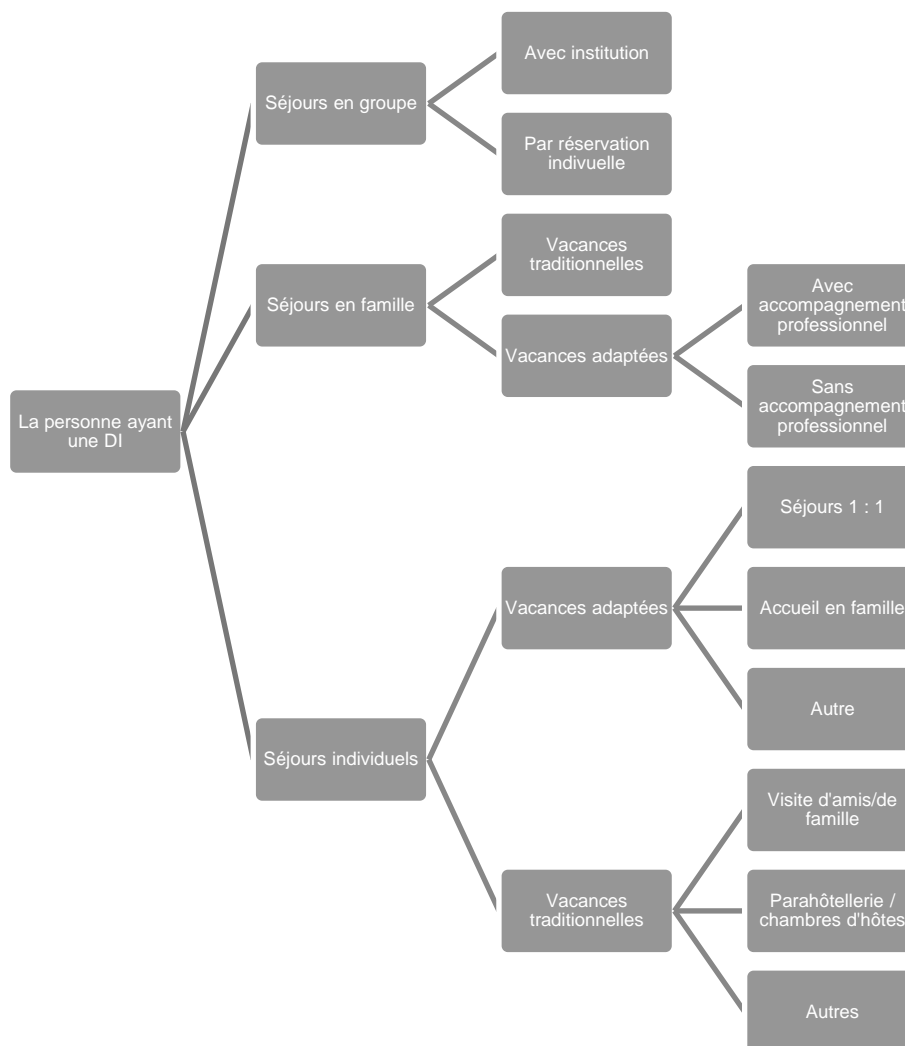 La personne ayant
une DI
Séjours en groupe
Avec institution
Par réservation
indivuelle
Séjours en famille
Vacances
traditionnelles
Vacances adaptées
Avec
accompagnement
professionnel
Sans
accompagnement
professionnel
Séjours individuels
Vacances adaptées
Séjours 1 : 1
Accueil en famille
Autre
Vacances
traditionnelles
Visite d'amis/de
famille
Parahôtellerie /
chambres d'hôtes
Autres